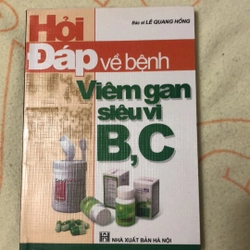 Bác sĩ LÊ QUANG HỒNG
Hỏi
Đáp về bệnh
Viêm gan
siêu vi
B,C
NHÀ XUẤT BẢN HÀ NỘI